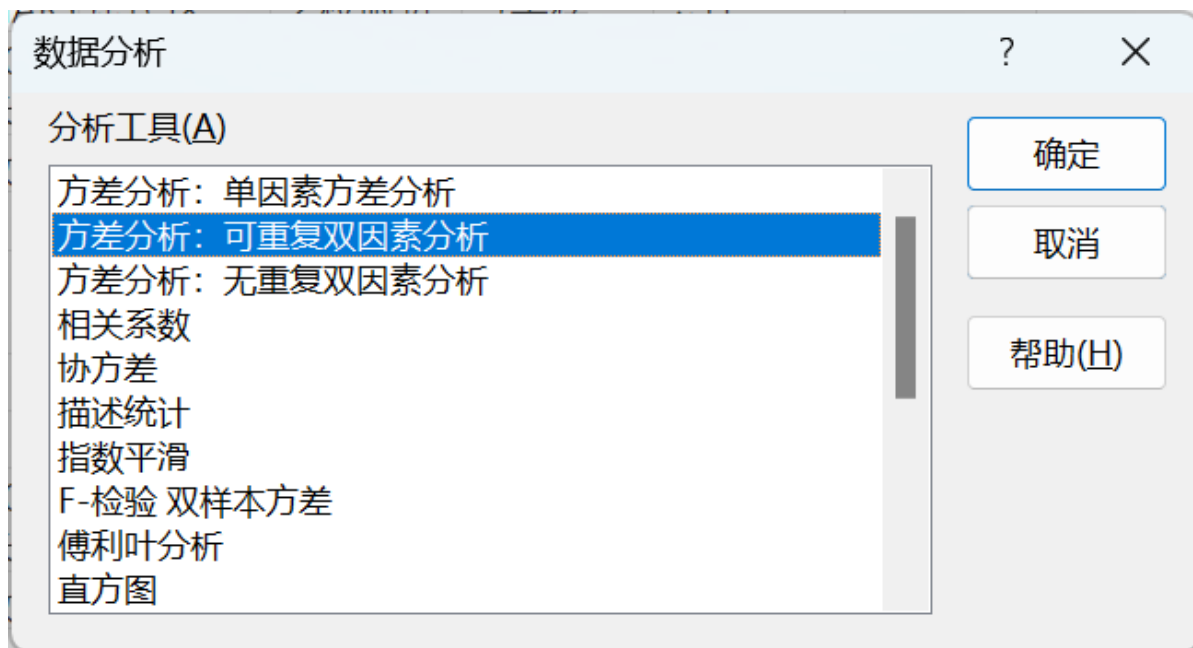 数据分析
?
分析工具(A)
方差分析：单因素方差分析
方差分析：可重复双因素分析
方差分析：无重复双因素分析
相关系数
协方差
描述统计
指数平滑
F-检验 双样本方差
傅利叶分析
直方图
确定
取消
帮助(H)